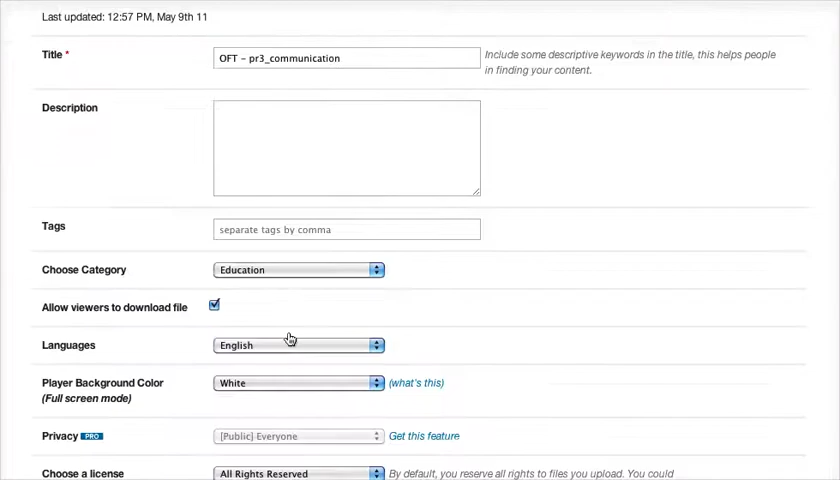 Last updated: 12:57 PM, May 9th 11
Title *
OFT - pr3_communication
Include some descriptive keywords in the title, this helps people
in finding your content.
Description
Tags
separate tags by comma
Choose Category
Education
Allow viewers to download file
Languages
English
Player Background Color
(Full screen mode)
White
(what's this)
Privacy PRO
[Public] Everyone
Get this feature
Choose a license
All Rights Reserved
By default, you reserve all rights to files you upload. You could